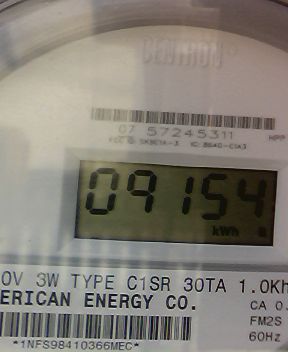 CENTRON
07 57245311
09154
kWh
0V 3W TYPE C1SR 30TA 1.0Kh
ERICAN ENERGY CO.
CA 0.
FM2S
60Hz
*1NFS98410366MEC*